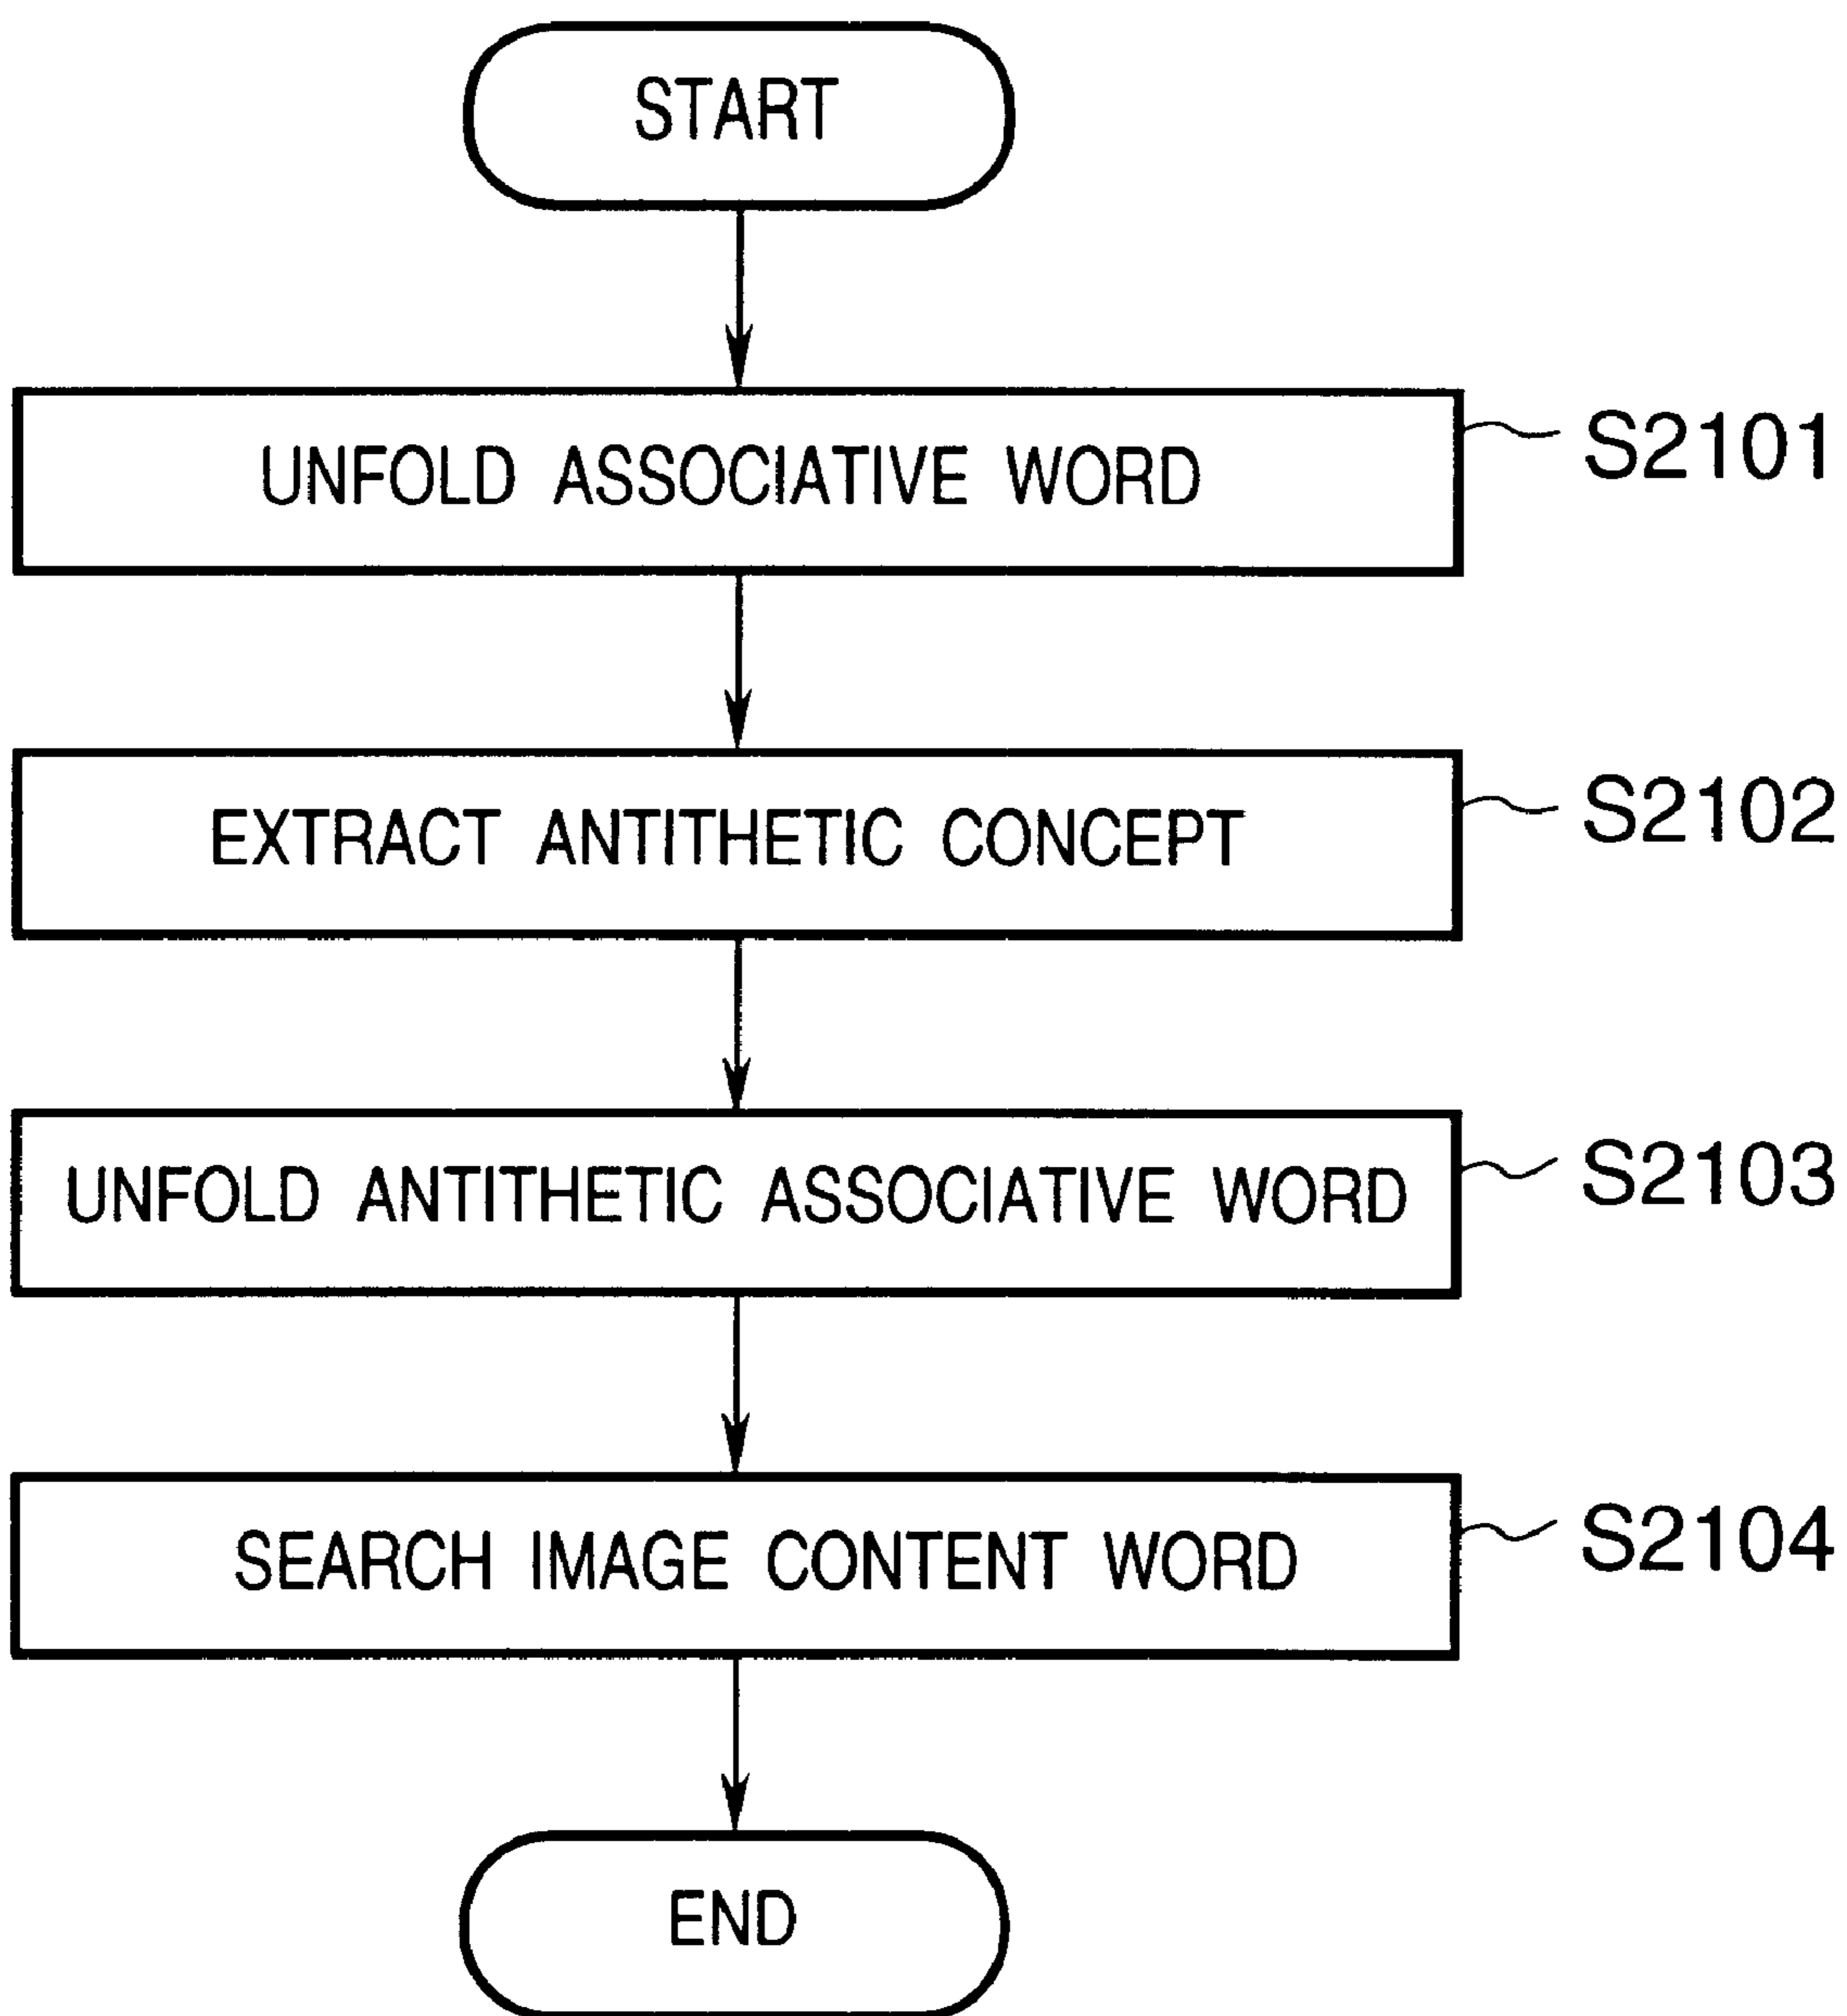 START
UNFOLD ASSOCIATIVE WORD S2101
EXTRACT ANTITHETIC CONCEPT S2102
UNFOLD ANTITHETIC ASSOCIATIVE WORD S2103
SEARCH IMAGE CONTENT WORD S2104
END